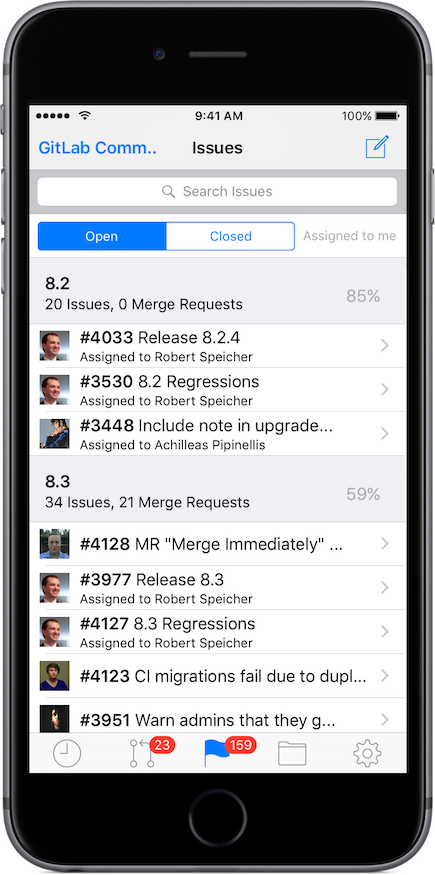 9:41 AM 100%
GitLab Comm.. Issues
Search Issues
Open Closed Assigned to me
8.2
20 Issues, 0 Merge Requests
85%
#4033 Release 8.2.4
Assigned to Robert Speicher
#3530 8.2 Regressions
Assigned to Robert Speicher
#3448 Include note in upgrade...
Assigned to Achilleas Pipinellis
8.3
34 Issues, 21 Merge Requests
59%
#4128 MR "Merge Immediately" ...
#3977 Release 8.3
Assigned to Robert Speicher
#4127 8.3 Regressions
Assigned to Robert Speicher
#4123 CI migrations fail due to dupl...
#3951 Warn admins that they g...
23 159